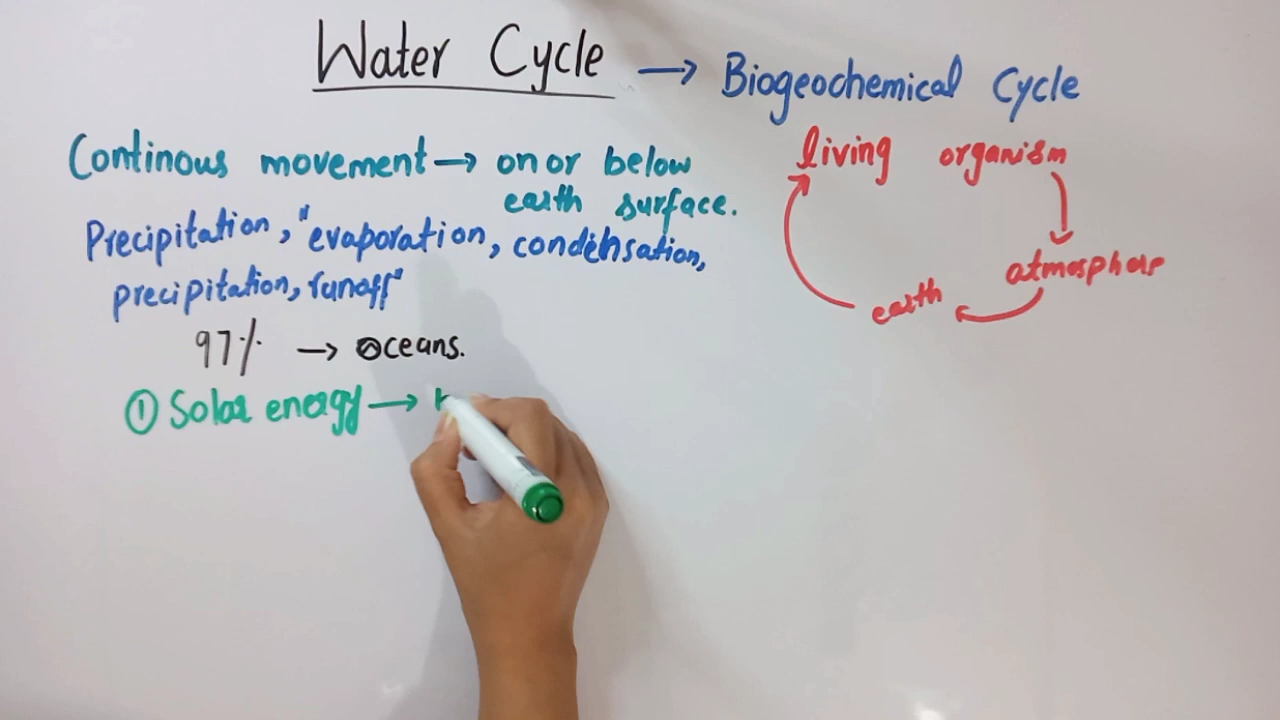 Water Cycle → Biogeochemical Cycle
Continous movement → on or below
earth surface.
Precipitation, "evaporation, condensation,
precipitation, runoff"
97% → Oceans.
① Solar energy →
living organism
atmosphere
earth